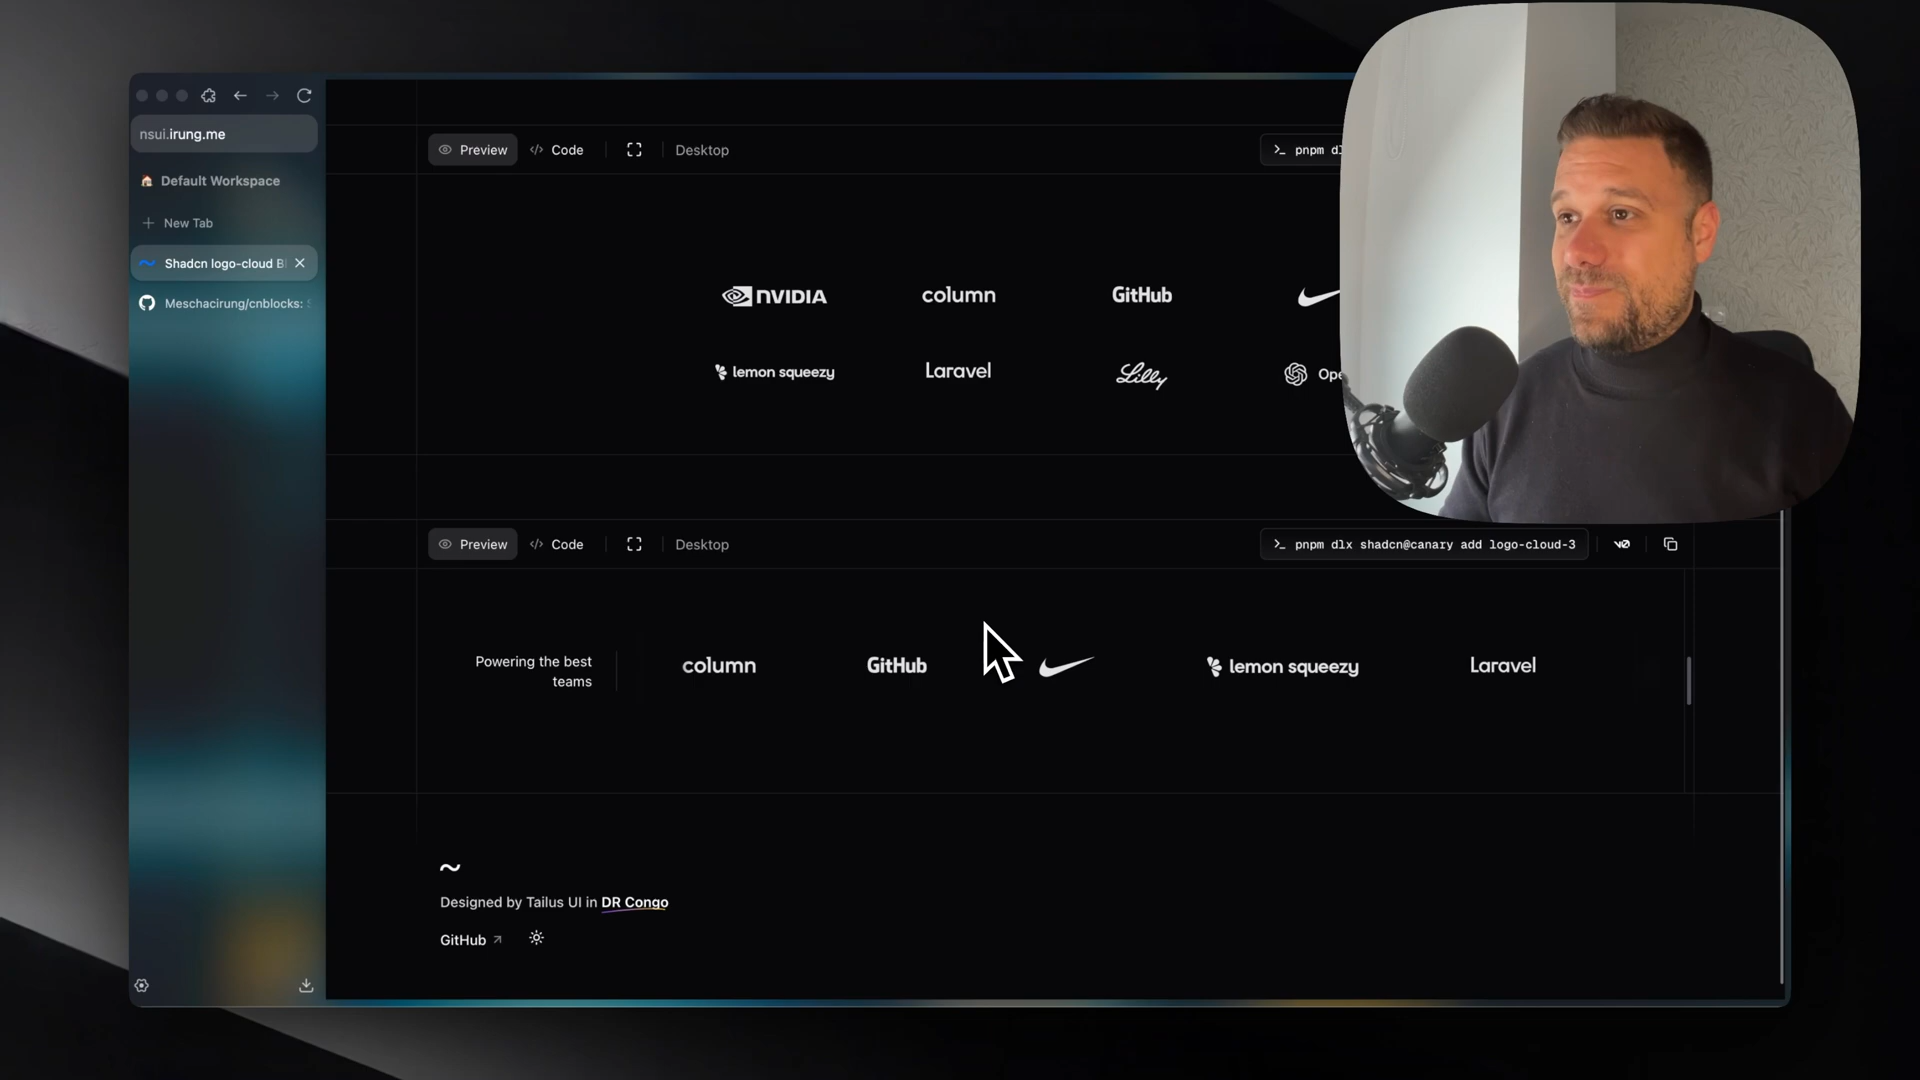 nsui.irung.me
Default Workspace
New Tab
Shadcn logo-cloud B
Meschacirung/cnblocks:
Preview
Code
Desktop
>_ pnpm dl
NVIDIA
column
GitHub
lemon squeezy
Laravel
Lilly
Ope
Preview
Code
Desktop
>_ pnpm dlx shadcn@canary add logo-cloud-3
v0
Powering the best
teams
column
GitHub
lemon squeezy
Laravel
Designed by Tailus UI in DR Congo
GitHub